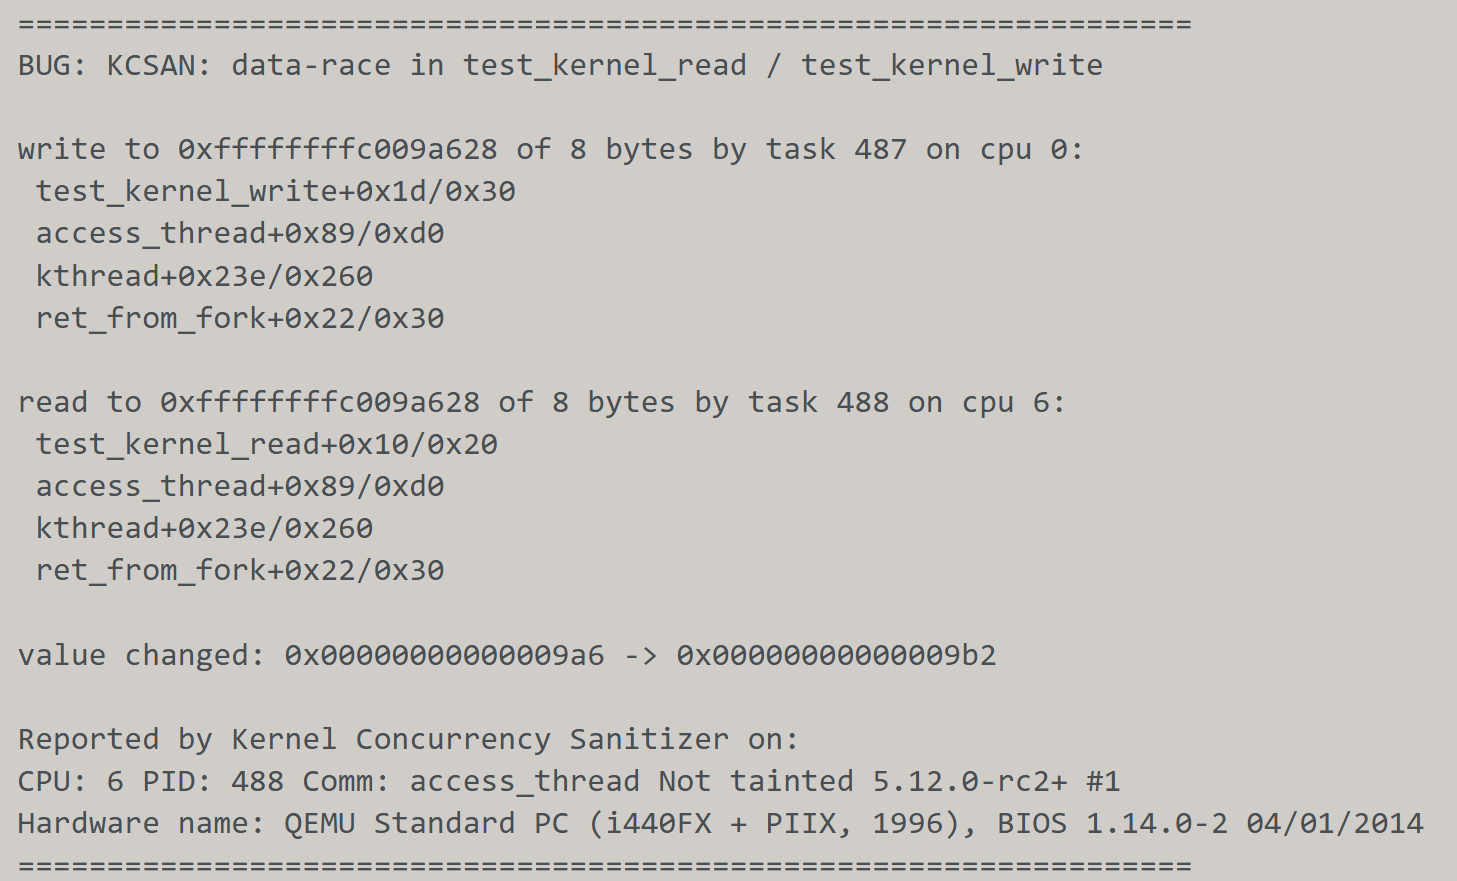 ==================================================================
BUG: KCSAN: data-race in test_kernel_read / test_kernel_write
write to 0xffffffffc009a628 of 8 bytes by task 487 on cpu 0:
test_kernel_write+0x1d/0x30
access_thread+0x89/0xd0
kthread+0x23e/0x260
ret_from_fork+0x22/0x30
read to 0xffffffffc009a628 of 8 bytes by task 488 on cpu 6:
test_kernel_read+0x10/0x20
access_thread+0x89/0xd0
kthread+0x23e/0x260
ret_from_fork+0x22/0x30
value changed: 0x00000000000009a6 -> 0x00000000000009b2
Reported by Kernel Concurrency Sanitizer on:
CPU: 6 PID: 488 Comm: access_thread Not tainted 5.12.0-rc2+ #1
Hardware name: QEMU Standard PC (i440FX + PIIX, 1996), BIOS 1.14.0-2 04/01/2014
==================================================================